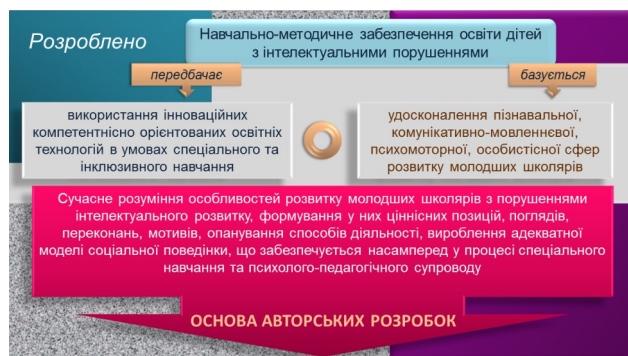 Розроблено
Навчально-методичне забезпечення освіти дітей
з інтелектуальними порушеннями
передбачає
базується
використання інноваційних
компетентнісно орієнтованих освітніх
технологій в умовах спеціального та
інклюзивного навчання
удосконалення пізнавальної,
комунікативно-мовленнєвої,
психомоторної, особистісної сфер
розвитку молодших школярів
Сучасне розуміння особливостей розвитку молодших школярів з порушеннями
інтелектуального розвитку, формування у них ціннісних позицій, поглядів,
переконань, мотивів, опанування способів діяльності, вироблення адекватної
моделі соціальної поведінки, що забезпечується насамперед у процесі спеціального
навчання та психолого-педагогічного супроводу
ОСНОВА АВТОРСЬКИХ РОЗРОБОК